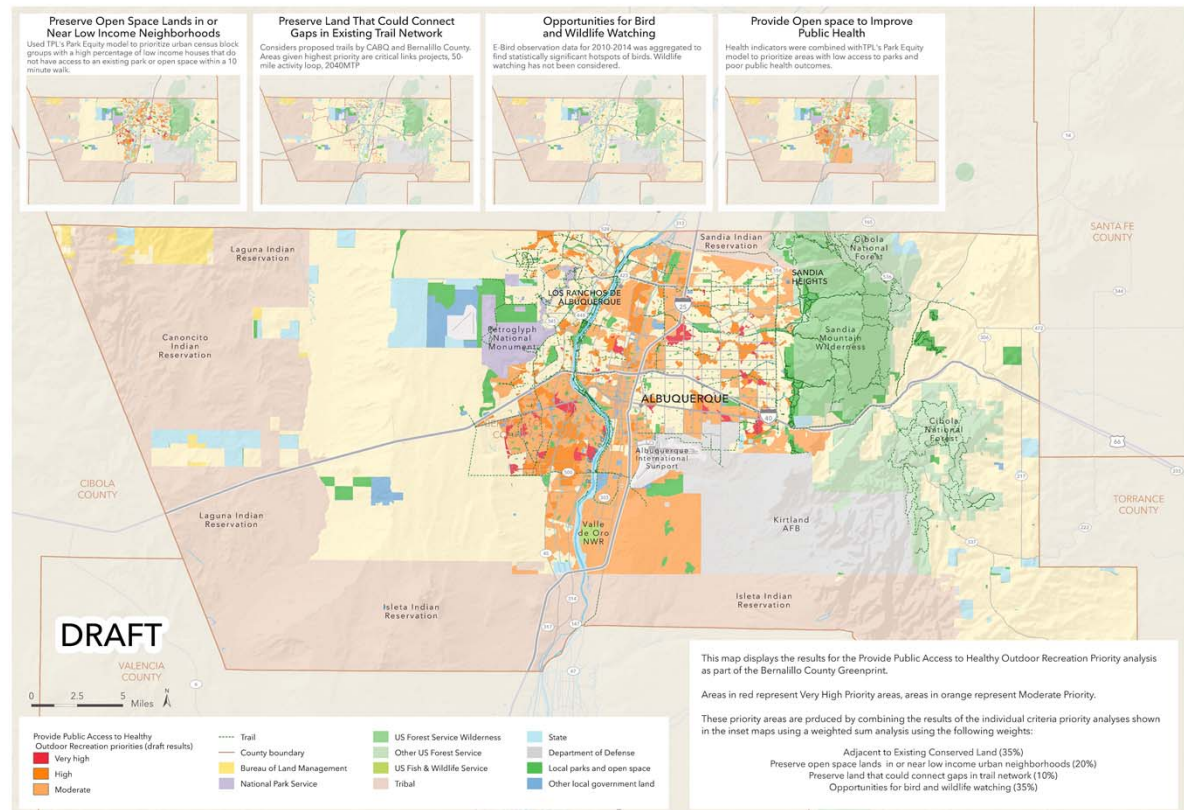 Preserve Open Space Lands in or
Near Low Income Neighborhoods
Used TPL's Park Equity model to prioritize urban census block
groups with a high percentage of low income houses that do
not have access to an existing park or open space within a 10
minute walk.
Preserve Land That Could Connect
Gaps in Existing Trail Network
Considers proposed trails by CABQ and Bernalillo County.
Areas given highest priority are critical links projects, 50-
mile activity loop, 2040MTP
Opportunities for Bird
and Wildlife Watching
E-Bird observation data for 2010-2014 was aggregated to
find statistically significant hotspots of birds. Wildlife
watching has not been considered.
Provide Open space to Improve
Public Health
Health indicators were combined withTPL's Park Equity
model to prioritize areas with low access to parks and
poor public health outcomes.
SANTA FE
COUNTY
Laguna Indian
Reservation
Sandia Indian
Reservation
Cibola
National
Forest
SANDIA
HEIGHTS
LOS RANCHOS DE
ALBUQUERQUE
25
Petroglyph
National
Monument
Sandia
Mountain
Wilderness
Canoncito
Indian
Reservation
ALBUQUERQUE
40
Cibola
National
Forest
66
Albuquerque
International
Sunport
CIBOLA
COUNTY
TORRANCE
COUNTY
Laguna Indian
Reservation
Kirtland
AFB
Valle
de Oro
NWR
Isleta Indian
Reservation
Isleta Indian
Reservation
DRAFT
VALENCIA
COUNTY
0 2.5 5
Miles
N
Provide Public Access to Healthy
Outdoor Recreation priorities (draft results)
Very high
High
Moderate
Trail
County boundary
Bureau of Land Management
National Park Service
US Forest Service Wilderness
Other US Forest Service
US Fish & Wildlife Service
Tribal
State
Department of Defense
Local parks and open space
Other local government land
This map displays the results for the Provide Public Access to Healthy Outdoor Recreation Priority analysis
as part of the Bernalillo County Greenprint.
Areas in red represent Very High Priority areas, areas in orange represent Moderate Priority.
These priority areas are prduced by combining the results of the individual criteria priority analyses shown
in the inset maps using a weighted sum analysis using the following weights:
Adjacent to Existing Conserved Land (35%)
Preserve open space lands in or near low income urban neighborhoods (20%)
Preserve land that could connect gaps in trail network (10%)
Opportunities for bird and wildlife watching (35%)